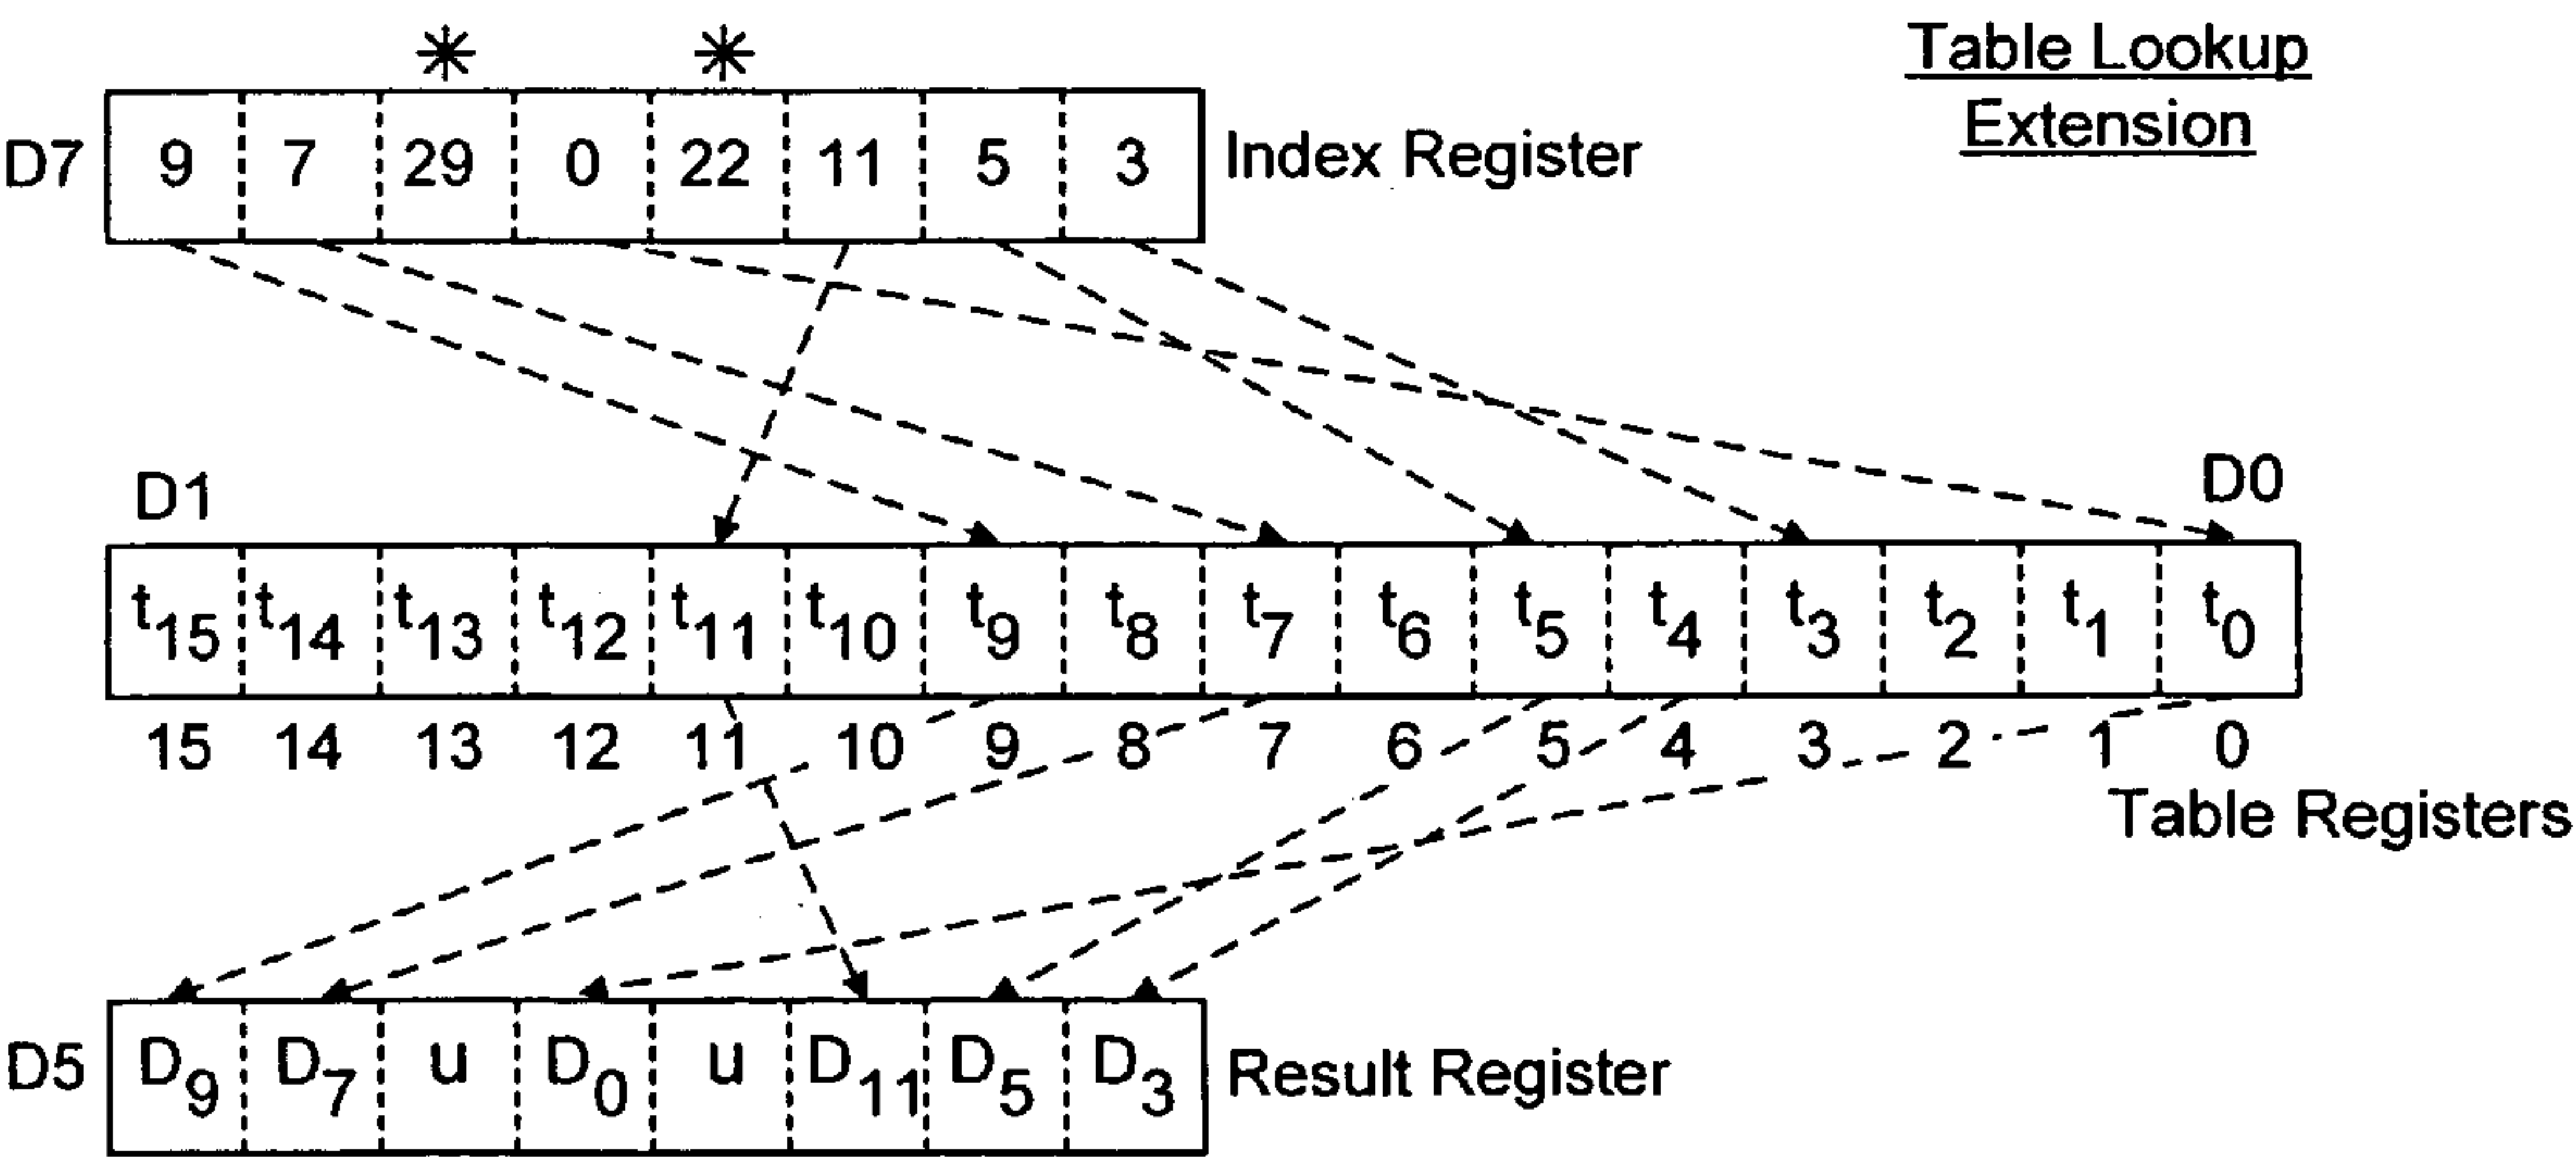 Table Lookup
Extension
* *
D7 9 7 29 0 22 11 5 3 Index Register
D1 D0
t15 t14 t13 t12 t11 t10 t9 t8 t7 t6 t5 t4 t3 t2 t1 t0
15 14 13 12 11 10 9 8 7 6 5 4 3 2 1 0
Table Registers
D5 D9 D7 u D0 u D11 D5 D3 Result Register